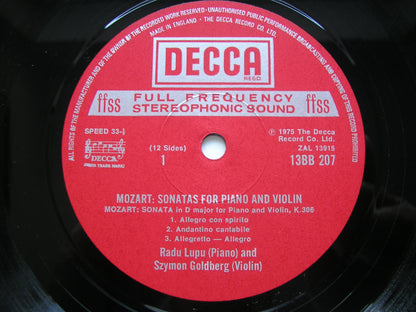 ALL RIGHTS OF THE MANUFACTURER AND OF THE OWNER OF THE RECORDED WORK RESERVED · UNAUTHORISED PUBLIC PERFORMANCE BROADCASTING AND COPYING OF THIS RECORD PROHIBITED
MADE IN ENGLAND, THE DECCA RECORD CO. LTD.
DECCA
REGD.
ffss FULL FREQUENCY ffss
STEREOPHONIC SOUND
SPEED 33⅓
℗ 1975 The Decca
Record Co. Ltd.
DECCA
(12 Sides)
ZAL 13915
1
13BB 207
MOZART: SONATAS FOR PIANO AND VIOLIN
MOZART: SONATA in D major for Piano and Violin, K.306
1. Allegro con spirito
2. Andantino cantabile
3. Allegretto — Allegro
Radu Lupu (Piano) and
Szymon Goldberg (Violin)